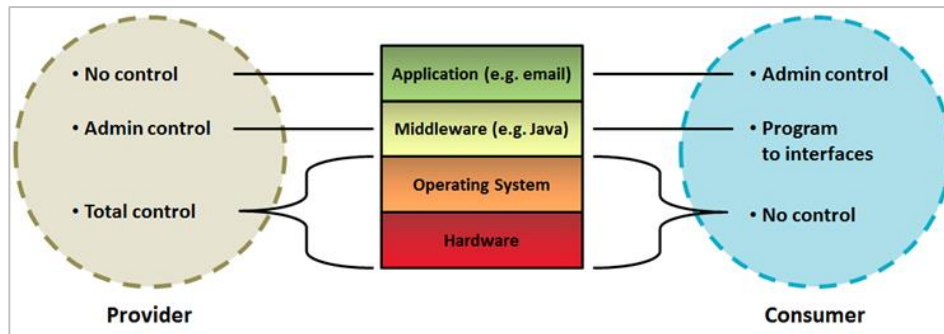 • No control
Application (e.g. email)
• Admin control
• Admin control
Middleware (e.g. Java)
• Program
to interfaces
Operating System
• Total control
• No control
Hardware
Provider
Consumer